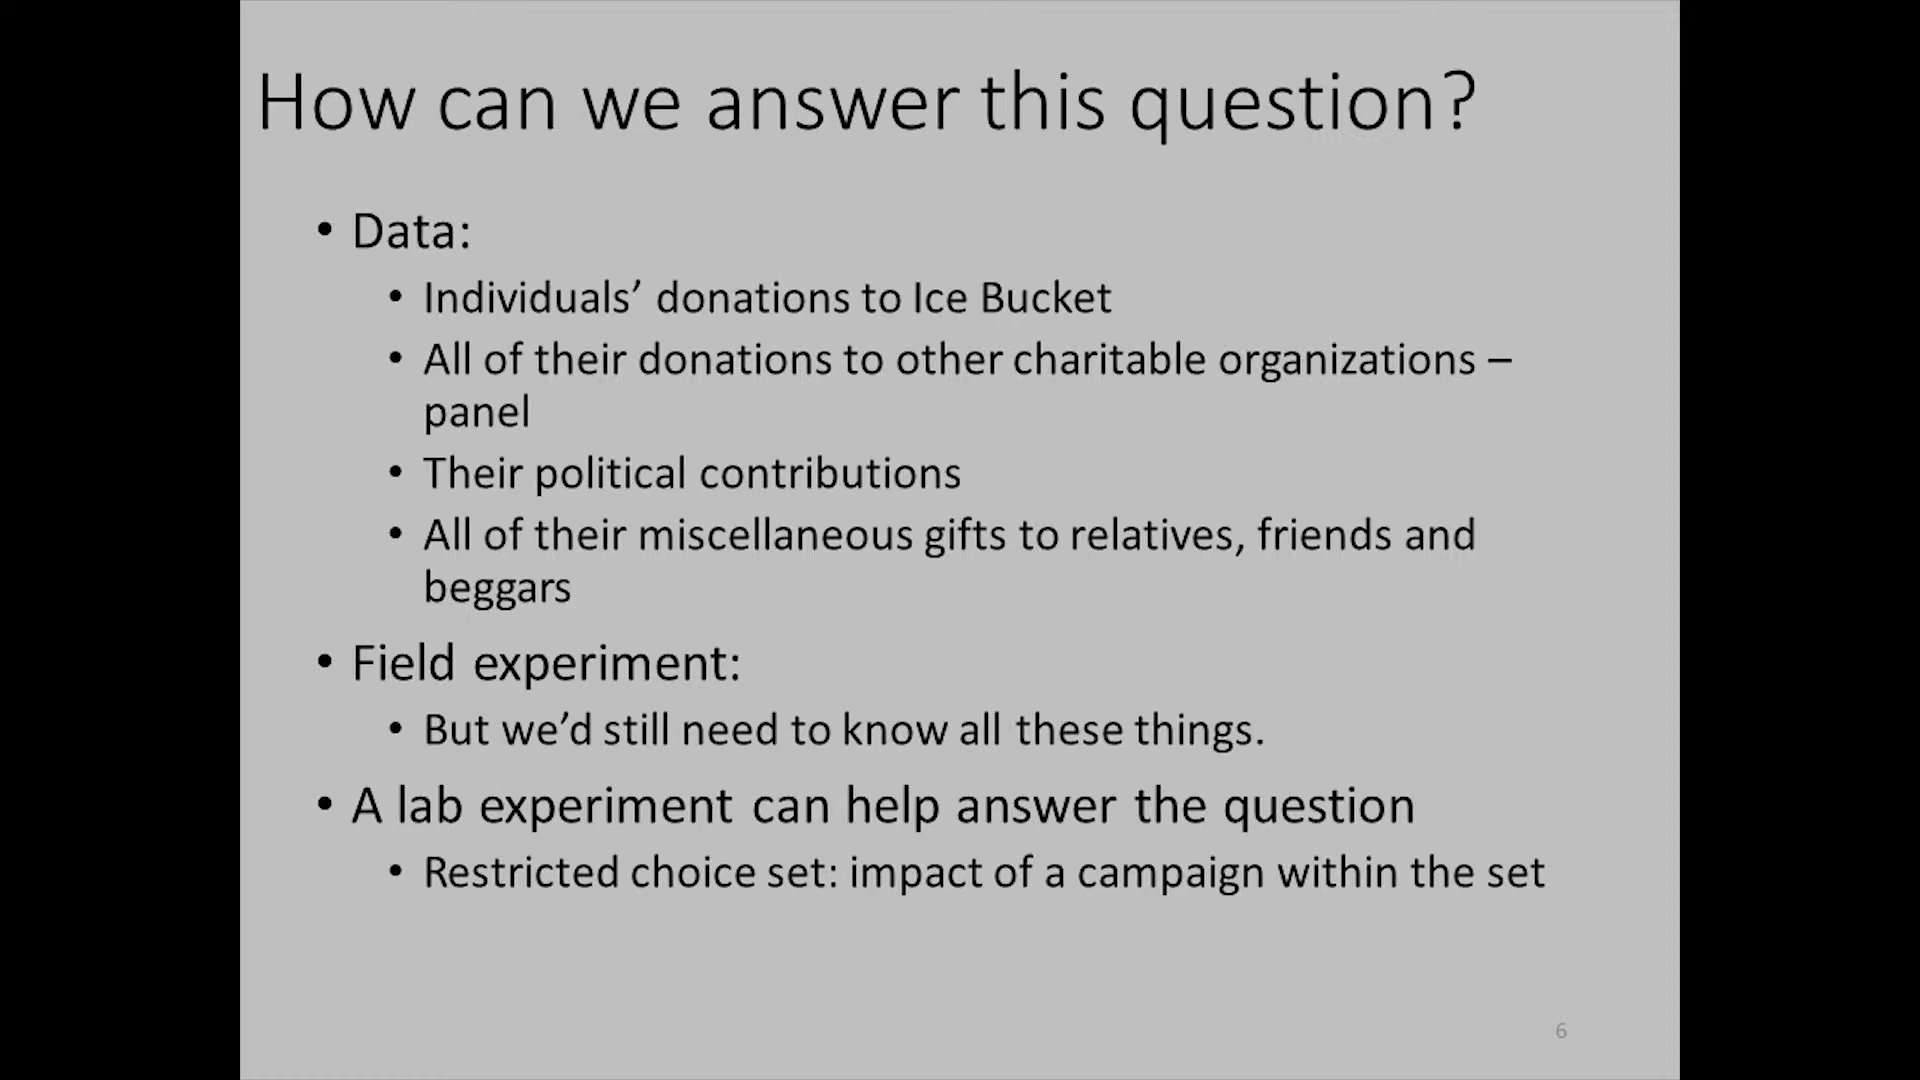 How can we answer this question?
• Data:
• Individuals’ donations to Ice Bucket
• All of their donations to other charitable organizations –
panel
• Their political contributions
• All of their miscellaneous gifts to relatives, friends and
beggars
• Field experiment:
• But we’d still need to know all these things.
• A lab experiment can help answer the question
• Restricted choice set: impact of a campaign within the set
6